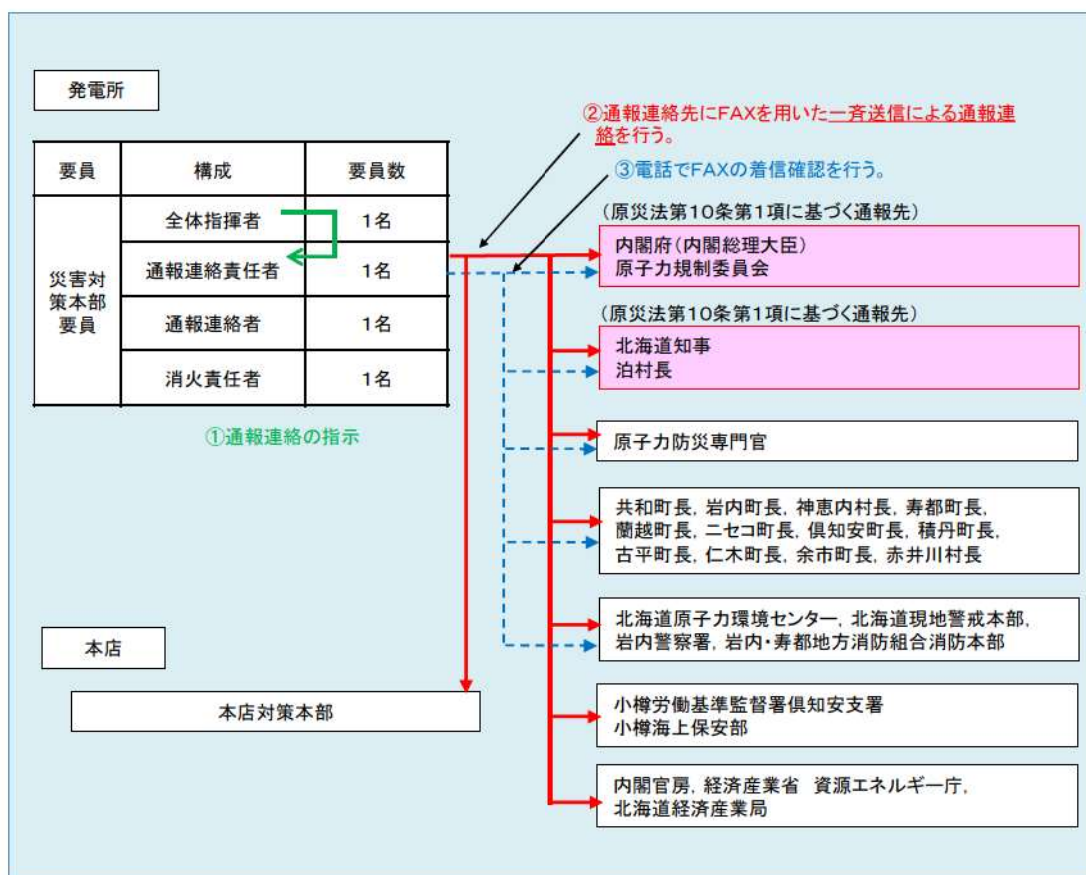 発電所
②通報連絡先にFAXを用いた一斉送信による通報連
絡を行う。
③電話でFAXの着信確認を行う。
要員 構成 要員数
災害対
策本部
要員
全体指揮者 1名
通報連絡責任者 1名
通報連絡者 1名
消火責任者 1名
①通報連絡の指示
(原災法第10条第1項に基づく通報先)
内閣府(内閣総理大臣)
原子力規制委員会
(原災法第10条第1項に基づく通報先)
北海道知事
泊村長
原子力防災専門官
共和町長, 岩内町長, 神恵内村長, 寿都町長,
蘭越町長, ニセコ町長, 倶知安町長, 積丹町長,
古平町長, 仁木町長, 余市町長, 赤井川村長
北海道原子力環境センター, 北海道現地警戒本部,
岩内警察署, 岩内・寿都地方消防組合消防本部
本店
本店対策本部
小樽労働基準監督署倶知安支署
小樽海上保安部
内閣官房, 経済産業省 資源エネルギー庁,
北海道経済産業局